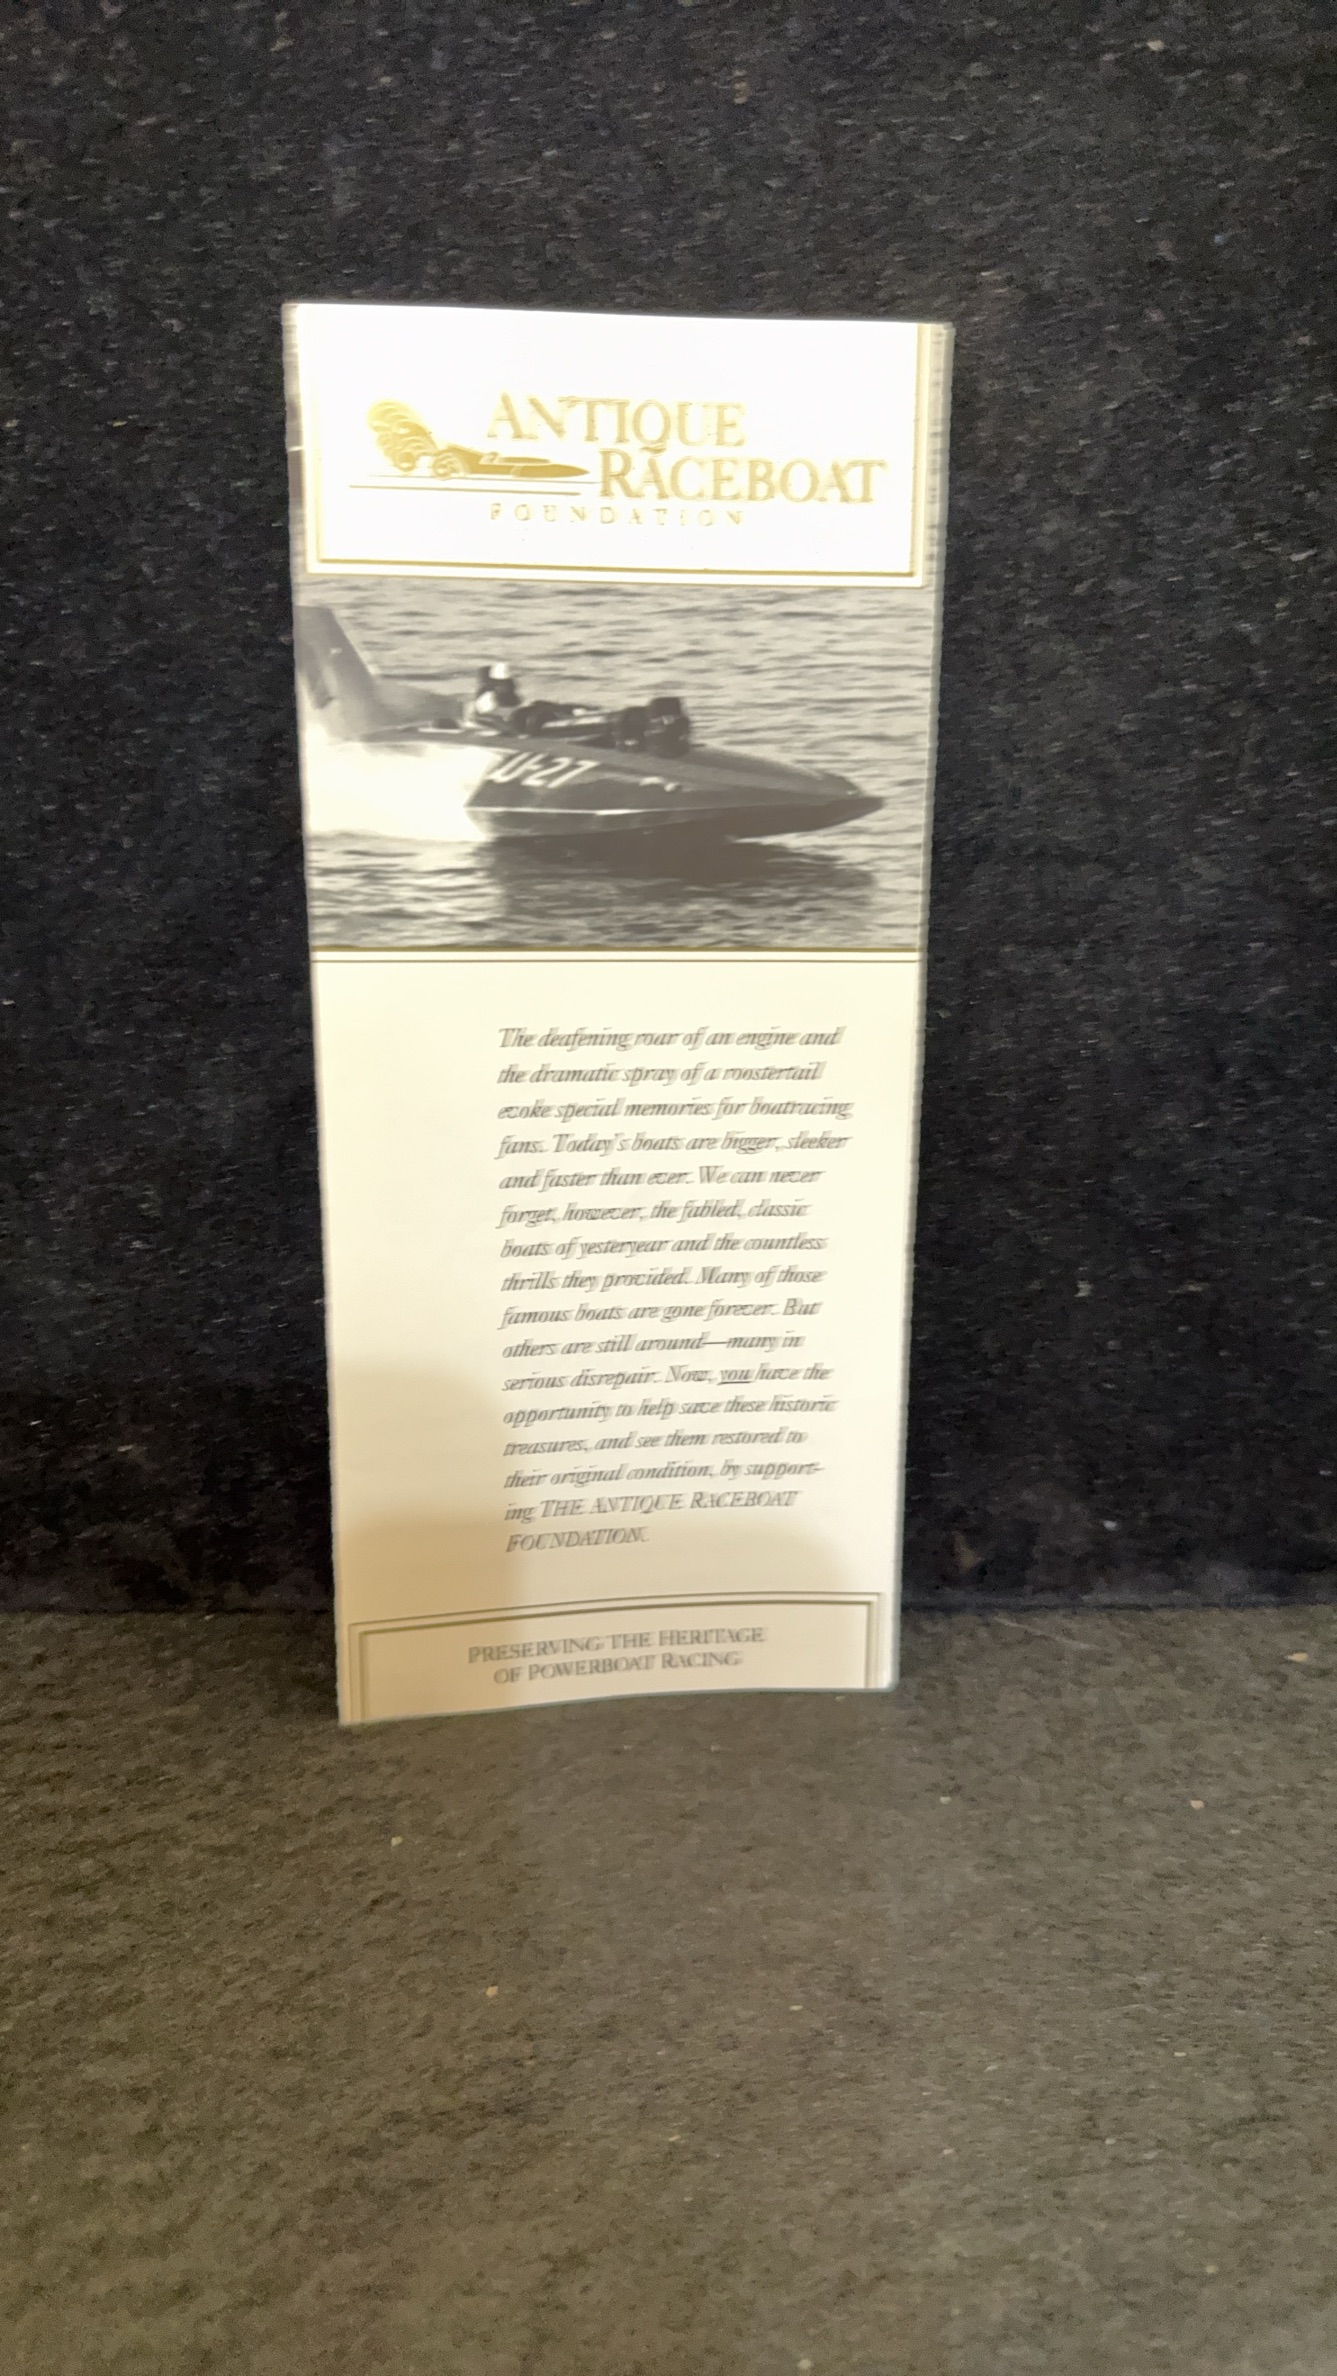 ANTIQUE
RACEBOAT
FOUNDATION
U-27
The deafening roar of an engine and
the dramatic spray of a roostertail
evoke special memories for boatracing
fans. Today's boats are bigger, sleeker
and faster than ever. We can never
forget, however, the fabled, classic
boats of yesteryear and the countless
thrills they provided. Many of those
famous boats are gone forever. But
others are still around—many in
serious disrepair. Now, you have the
opportunity to help save these historic
treasures, and see them restored to
their original condition, by support-
ing THE ANTIQUE RACEBOAT
FOUNDATION.
PRESERVING THE HERITAGE
OF POWERBOAT RACING